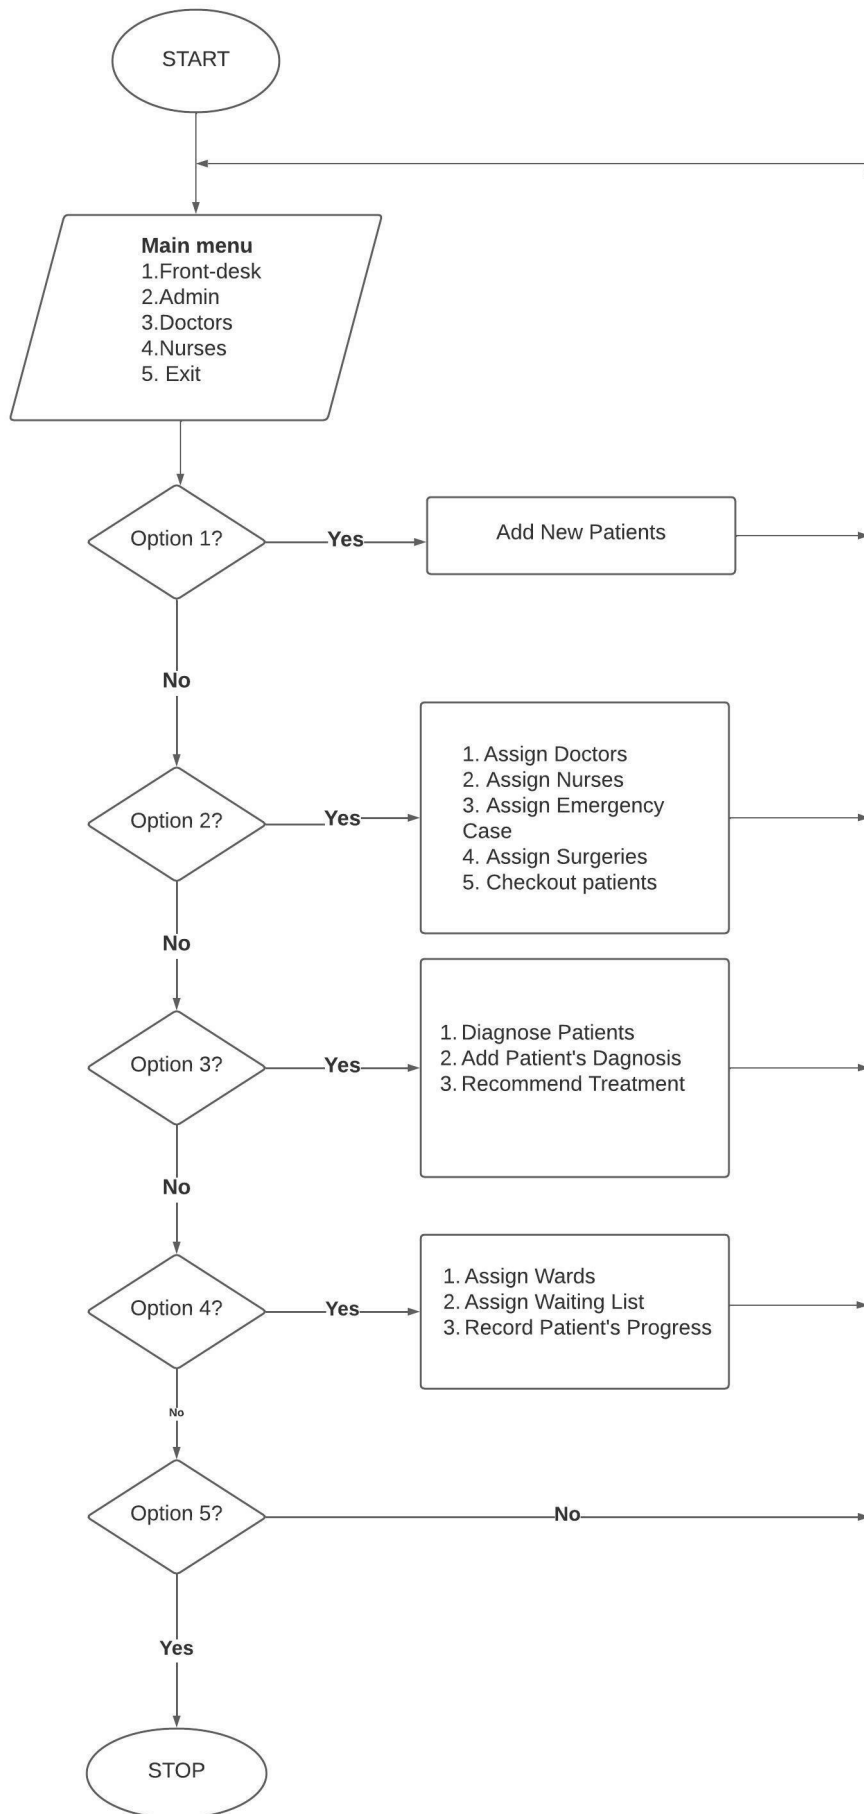 START
Main menu
1.Front-desk
2.Admin
3.Doctors
4.Nurses
5. Exit
Option 1?
Yes
Add New Patients
No
Option 2?
Yes
1. Assign Doctors
2. Assign Nurses
3. Assign Emergency
Case
4. Assign Surgeries
5. Checkout patients
No
Option 3?
Yes
1. Diagnose Patients
2. Add Patient's Dagnosis
3. Recommend Treatment
No
Option 4?
Yes
1. Assign Wards
2. Assign Waiting List
3. Record Patient's Progress
No
Option 5?
No
Yes
STOP